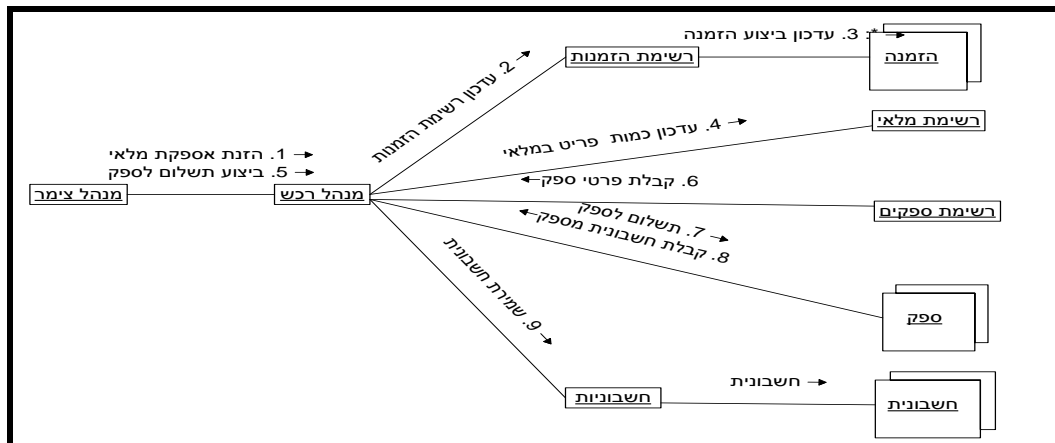 3. עדכון ביצוע הזמנה :*
הזמנה
רשימת הזמנות
2. עדכון רשימת הזמנות
רשימת מלאי
4. עדכון כמות פריט במלאי
1. הזנת אספקת מלאי
5. ביצוע תשלום לספק
מנהל צימר
מנהל רכש
6. קבלת פרטי ספק
רשימת ספקים
7. תשלום לספק
8. קבלת חשבונית מספק
ספק
9. שמירת חשבונית
חשבונית
חשבוניות
חשבונית